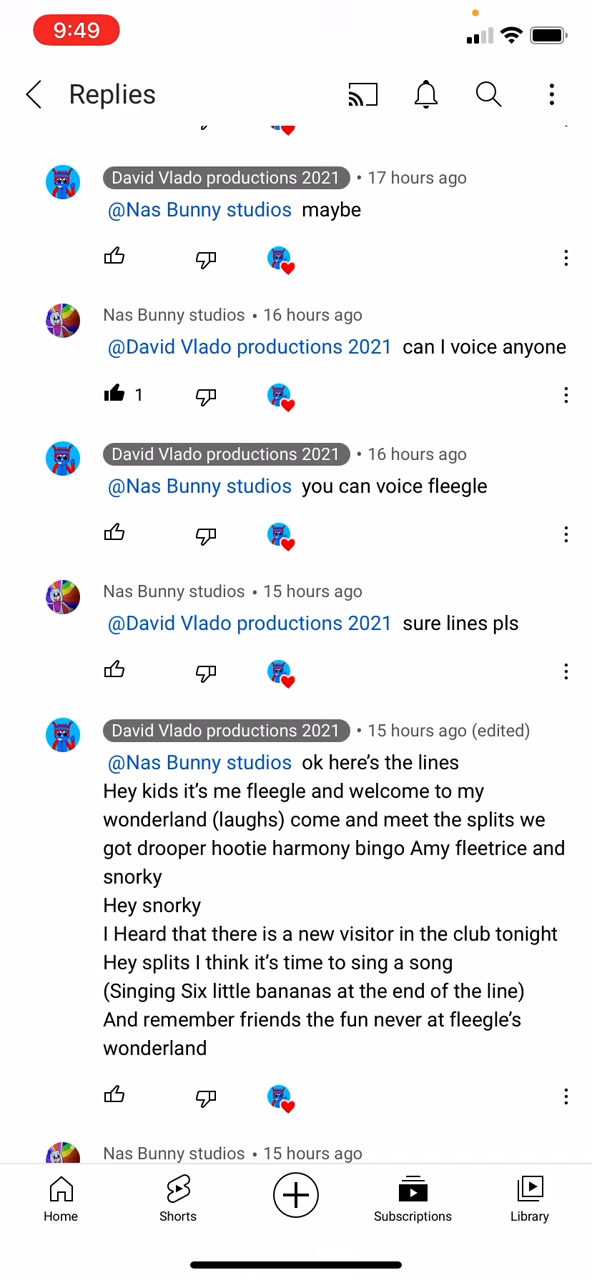 9:49
Replies
David Vlado productions 2021 • 17 hours ago
@Nas Bunny studios maybe
Nas Bunny studios • 16 hours ago
@David Vlado productions 2021 can I voice anyone
1
David Vlado productions 2021 • 16 hours ago
@Nas Bunny studios you can voice fleegle
Nas Bunny studios • 15 hours ago
@David Vlado productions 2021 sure lines pls
David Vlado productions 2021 • 15 hours ago (edited)
@Nas Bunny studios ok here’s the lines
Hey kids it’s me fleegle and welcome to my
wonderland (laughs) come and meet the splits we
got drooper hootie harmony bingo Amy fleetrice and
snorky
Hey snorky
I Heard that there is a new visitor in the club tonight
Hey splits I think it’s time to sing a song
(Singing Six little bananas at the end of the line)
And remember friends the fun never at fleegle’s
wonderland
Nas Bunny studios • 15 hours ago
Home Shorts Subscriptions Library